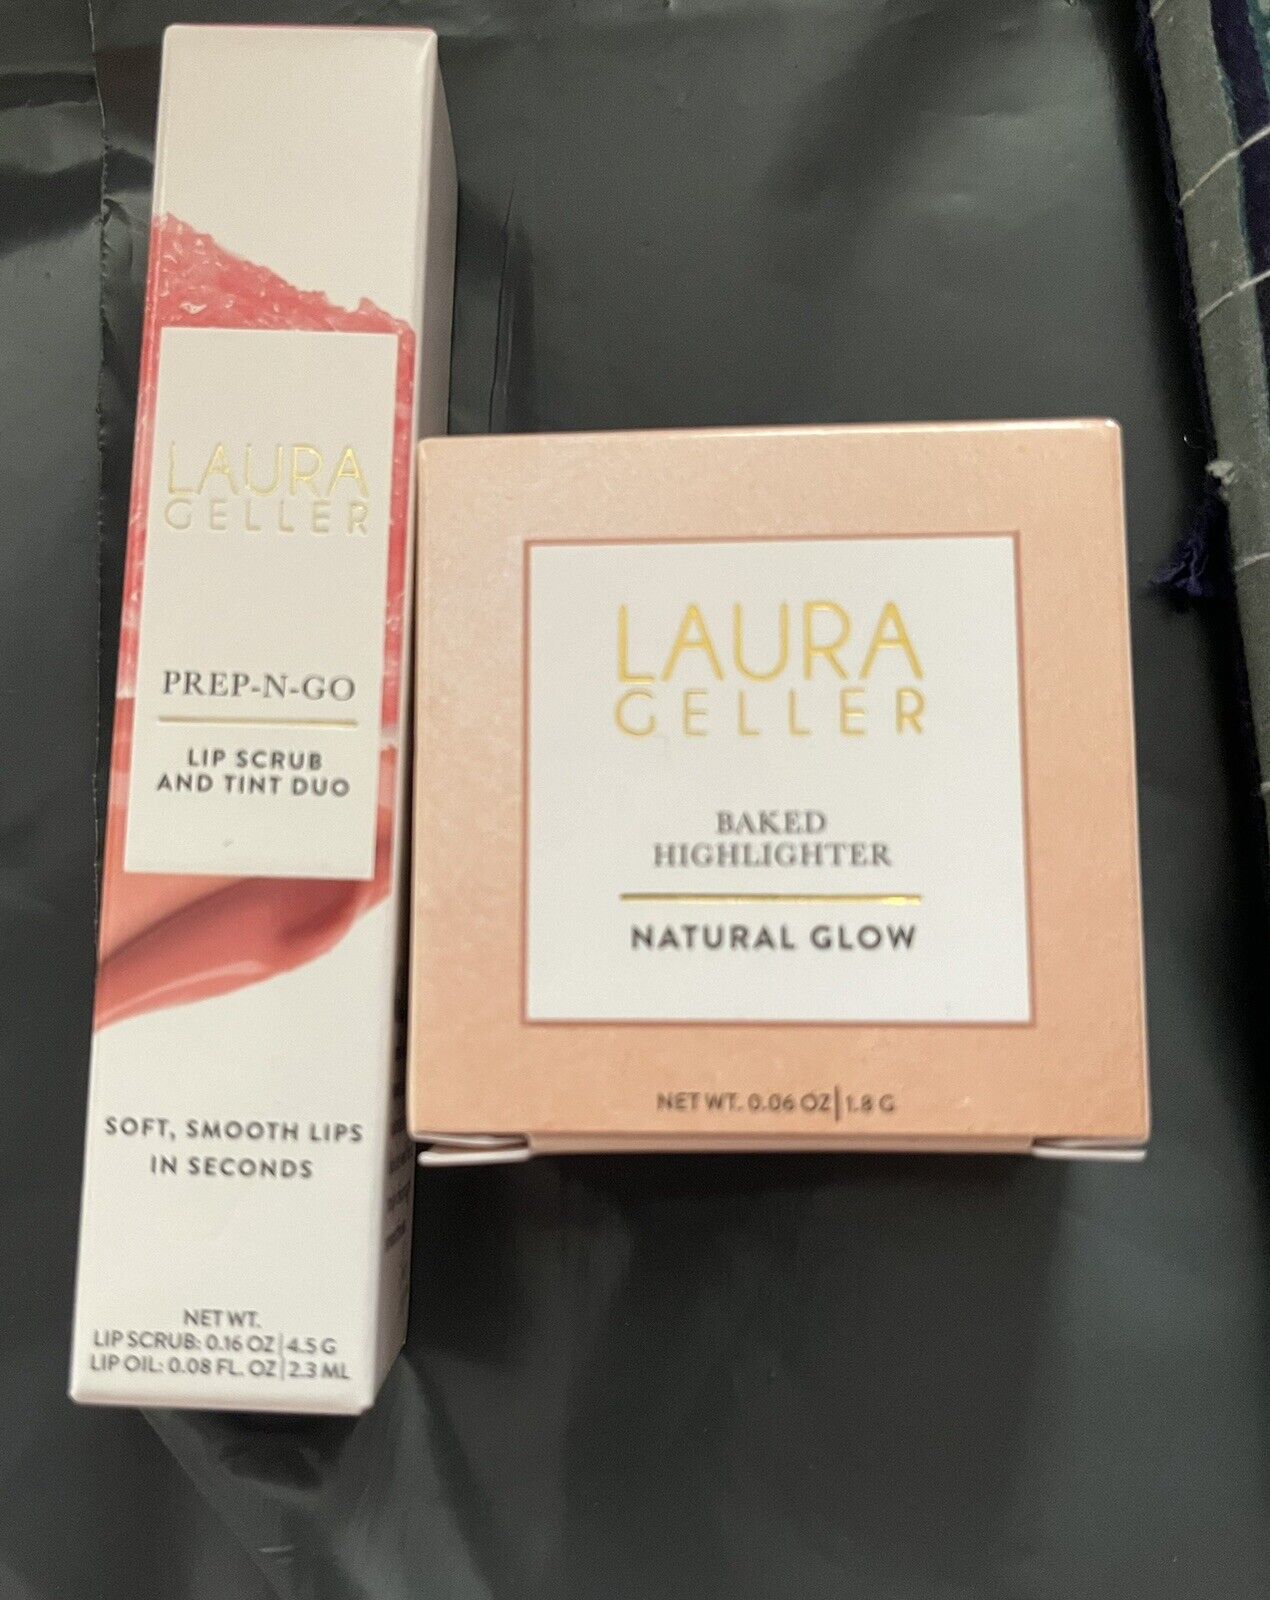 LAURA
GELLER
PREP-N-GO
LIP SCRUB
AND TINT DUO
SOFT, SMOOTH LIPS
IN SECONDS
NET WT.
LIP SCRUB: 0.16 OZ | 4.5 G
LIP OIL: 0.08 FL. OZ | 2.3 ML
LAURA
GELLER
BAKED
HIGHLIGHTER
NATURAL GLOW
NET WT. 0.06 OZ | 1.8 G